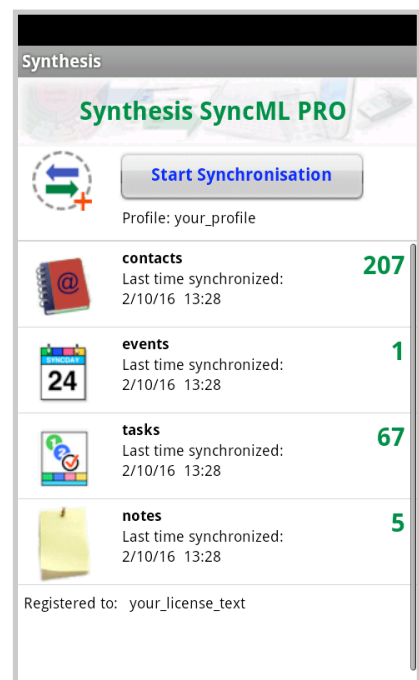 Synthesis
Synthesis SyncML PRO
Start Synchronisation
Profile: your_profile
contacts
Last time synchronized:
2/10/16 13:28
207
@
events
Last time synchronized:
2/10/16 13:28
1
SYNCDAY
24
tasks
Last time synchronized:
2/10/16 13:28
67
1
2
notes
Last time synchronized:
2/10/16 13:28
5
Registered to: your_license_text